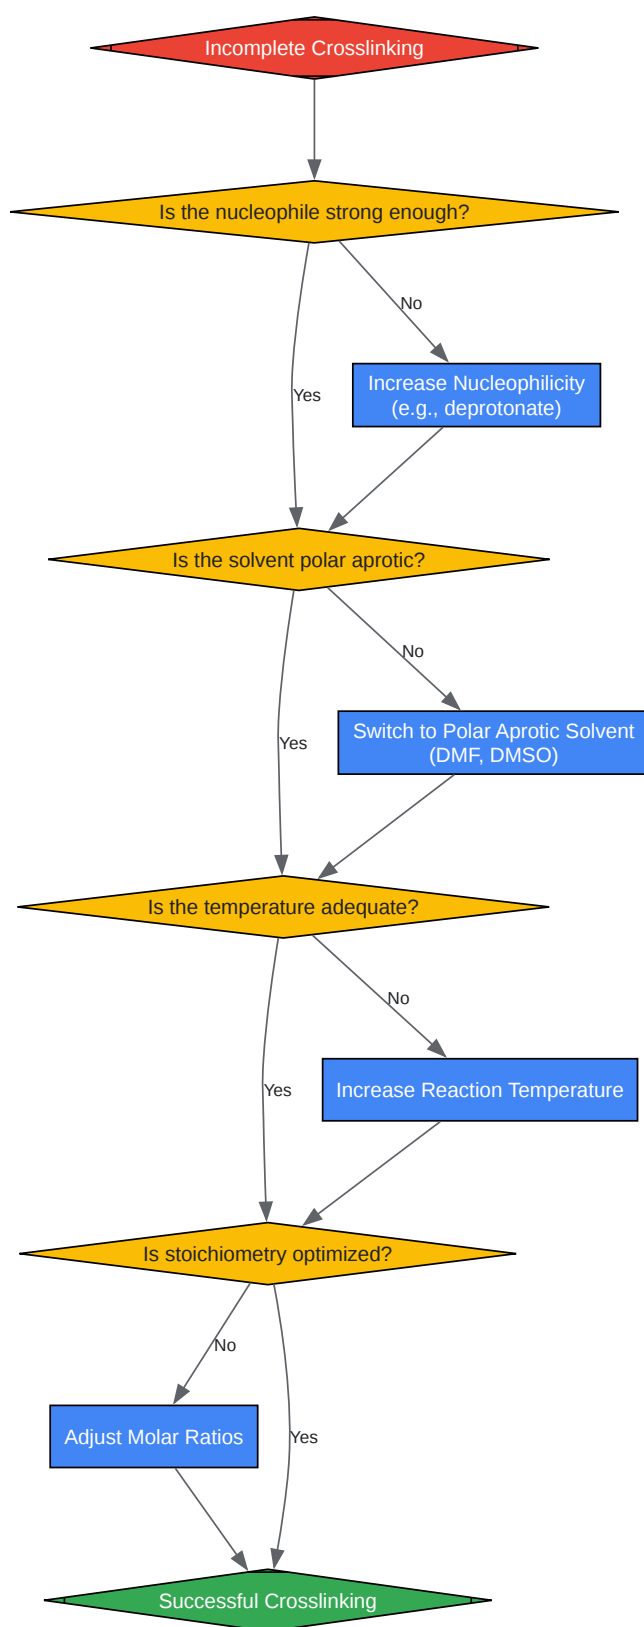 Incomplete Crosslinking
Is the nucleophile strong enough?
No
Yes
Increase Nucleophilicity
(e.g., deprotonate)
Is the solvent polar aprotic?
No
Yes
Switch to Polar Aprotic Solvent
(DMF, DMSO)
Is the temperature adequate?
No
Yes
Increase Reaction Temperature
Is stoichiometry optimized?
No
Yes
Adjust Molar Ratios
Successful Crosslinking